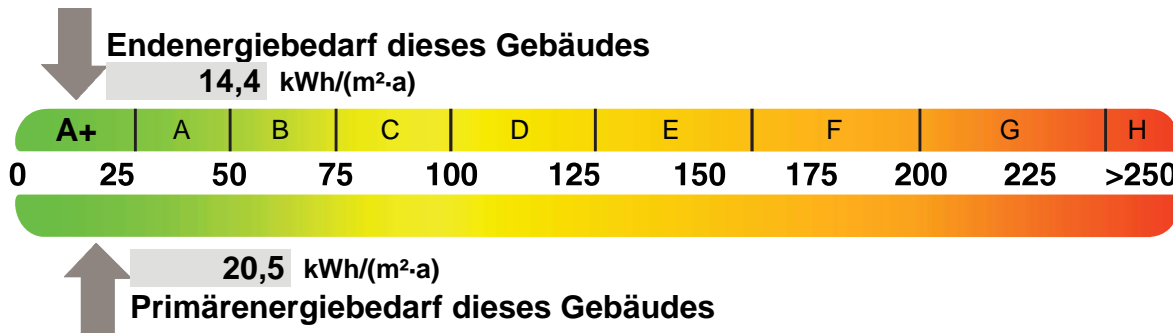 Endenergiebedarf dieses Gebäudes
14,4 kWh/(m²·a)
A+ A B C D E F G H
0 25 50 75 100 125 150 175 200 225 >250
20,5 kWh/(m²·a)
Primärenergiebedarf dieses Gebäudes